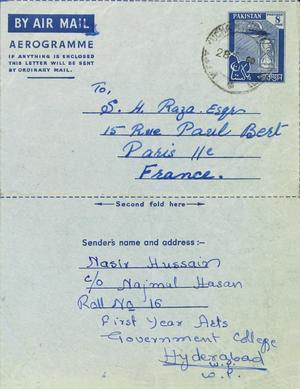 BY AIR MAIL
AEROGRAMME
IF ANYTHING IS ENCLOSED
THIS LETTER WILL BE SENT
BY ORDINARY MAIL.
PAKISTAN
To,
S. H. Raza. Esqr
15 Rue Paul Bert
Paris 11e
France.
Second fold here
Sender's name and address:-
Nasir Hussain
c/o Najmul Hasan
Roll No 16
First Year Arts
Government College
Hyderabad
W.P.